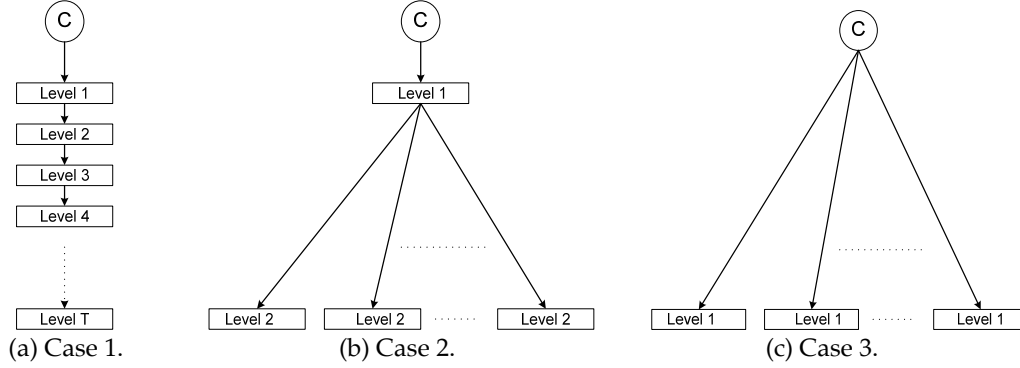 C
Level 1
Level 2
Level 3
Level 4
Level T
(a) Case 1.
C
Level 1
Level 2
Level 2
Level 2
(b) Case 2.
C
Level 1
Level 1
Level 1
(c) Case 3.